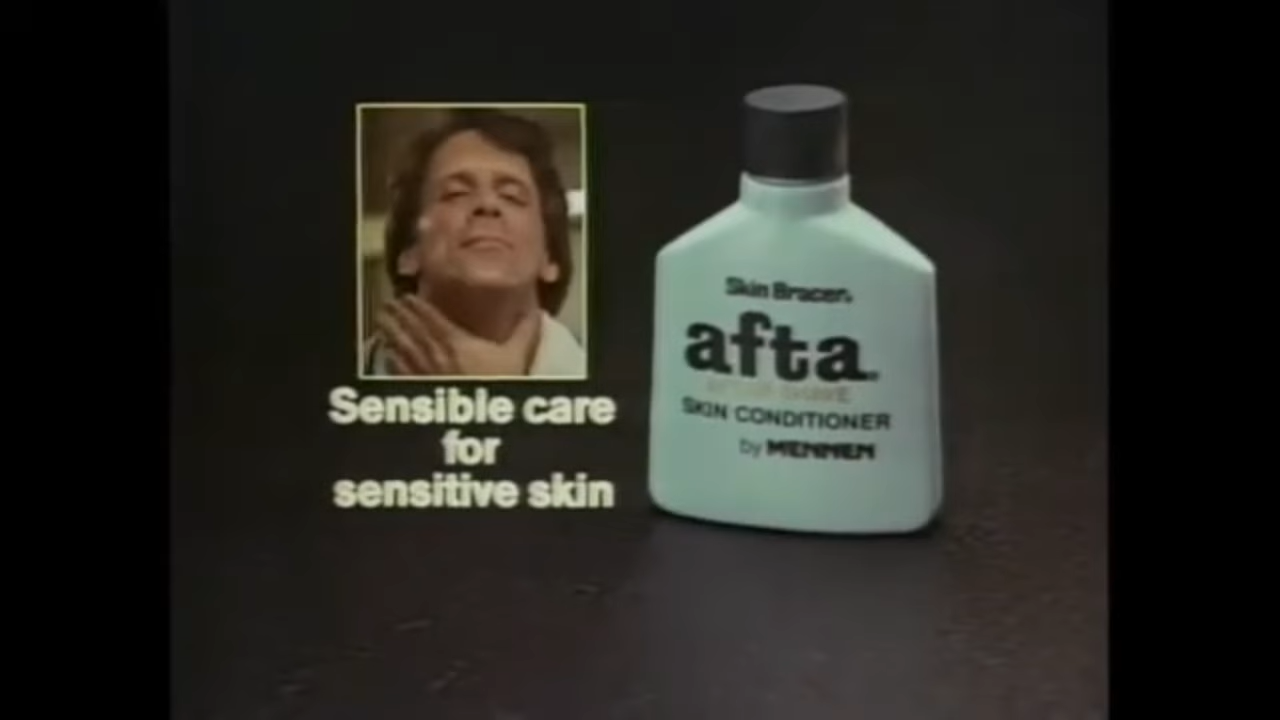 Sensible care
for
sensitive skin
Skin Bracer®
afta®
SKIN CONDITIONER
by MENNEN